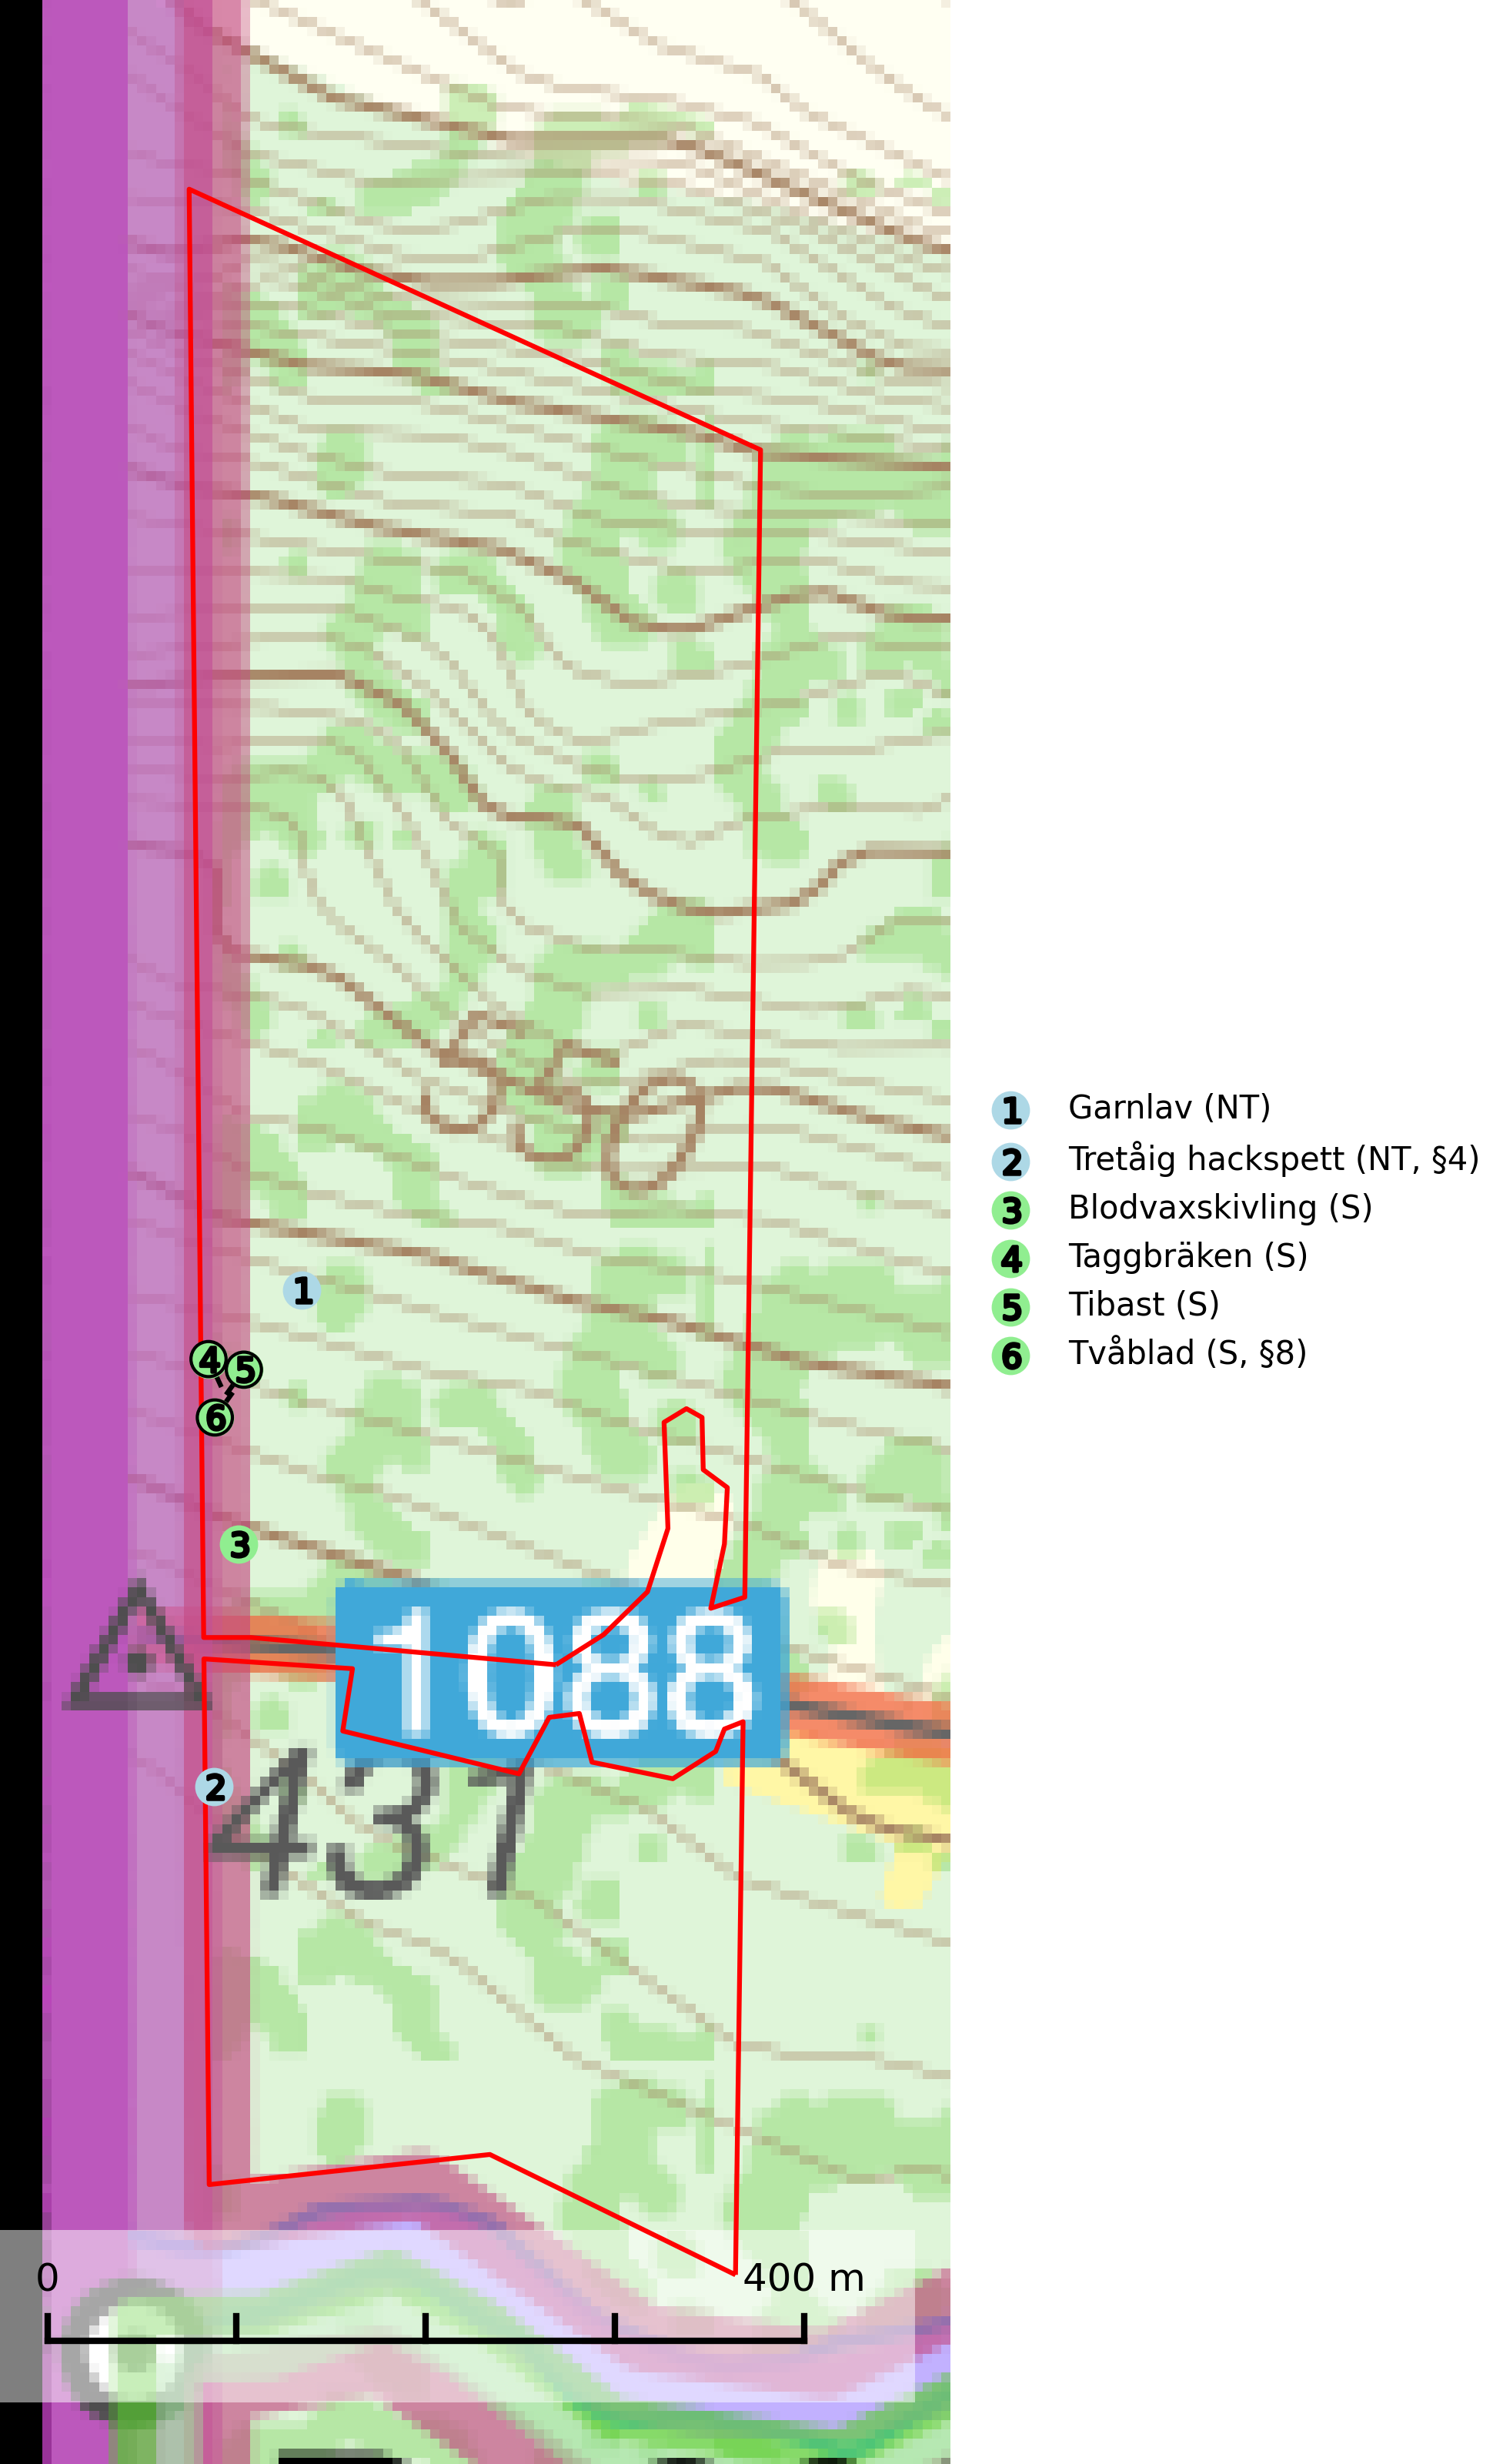 550
1
Garnlav (NT)
2
Tretåig hackspett (NT, §4)
3
Blodvaxskivling (S)
4
Taggbräken (S)
5
Tibast (S)
6
Tvåblad (S, §8)
1
4
5
6
3
1088
2
431
0
400 m